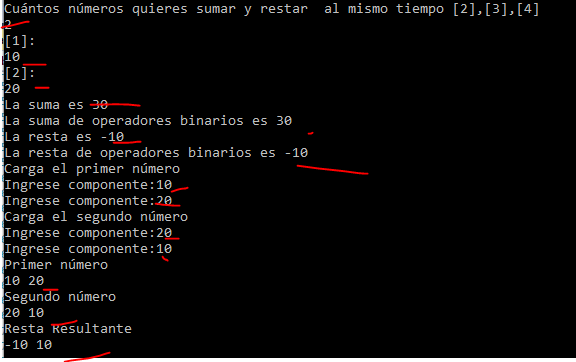 Cuántos números quieres sumar y restar  al mismo tiempo [2],[3],[4]
2
[1]:
10
[2]:
20
La suma es 30
La suma de operadores binarios es 30
La resta es -10
La resta de operadores binarios es -10
Carga el primer número
Ingrese componente:10
Ingrese componente:20
Carga el segundo número
Ingrese componente:20
Ingrese componente:10
Primer número
10 20
Segundo número
20 10
Resta Resultante
-10 10